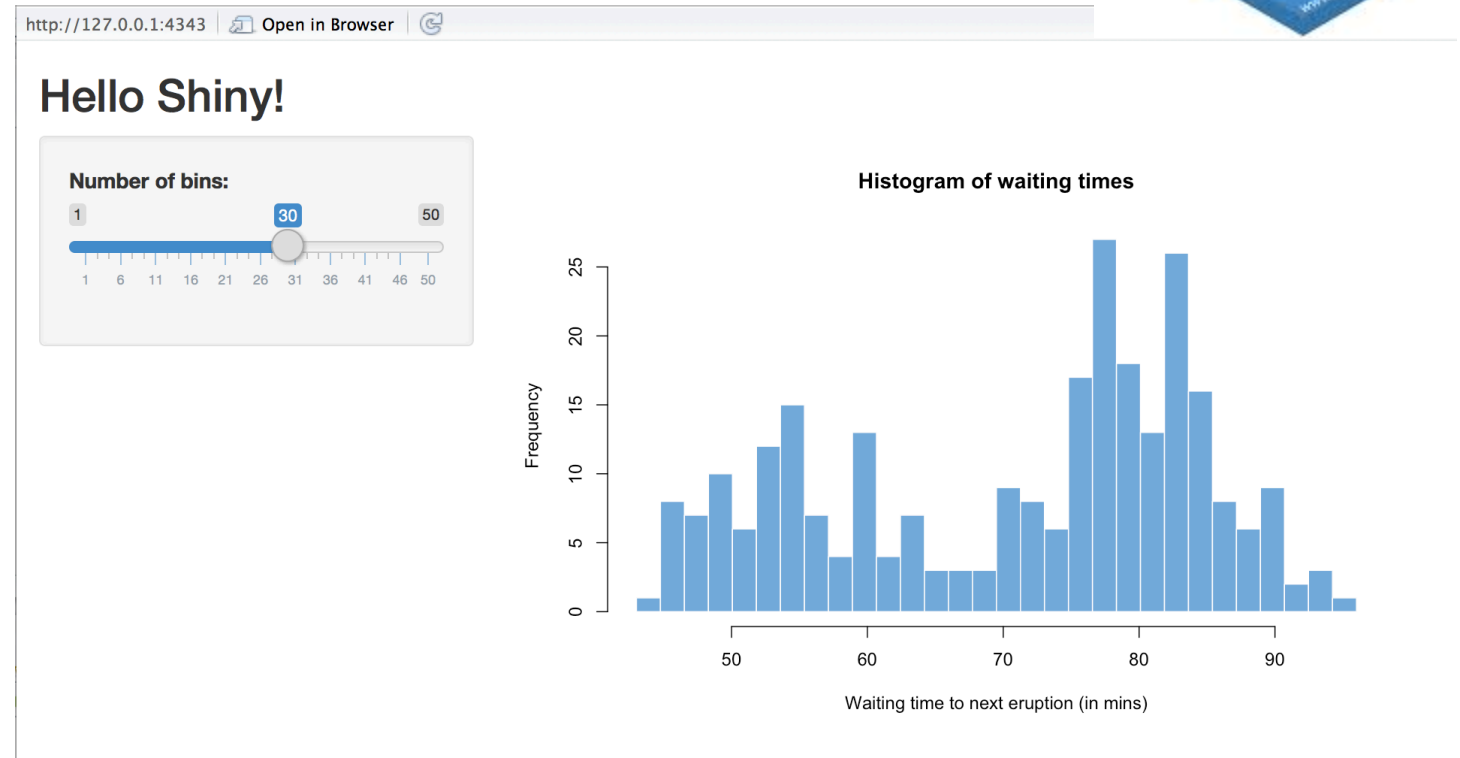 http://127.0.0.1:4343 Open in Browser
Hello Shiny!
Number of bins:
1 30 50
1 6 11 16 21 26 31 36 41 46 50
Histogram of waiting times
Frequency
25
20
15
10
5
0
50 60 70 80 90
Waiting time to next eruption (in mins)